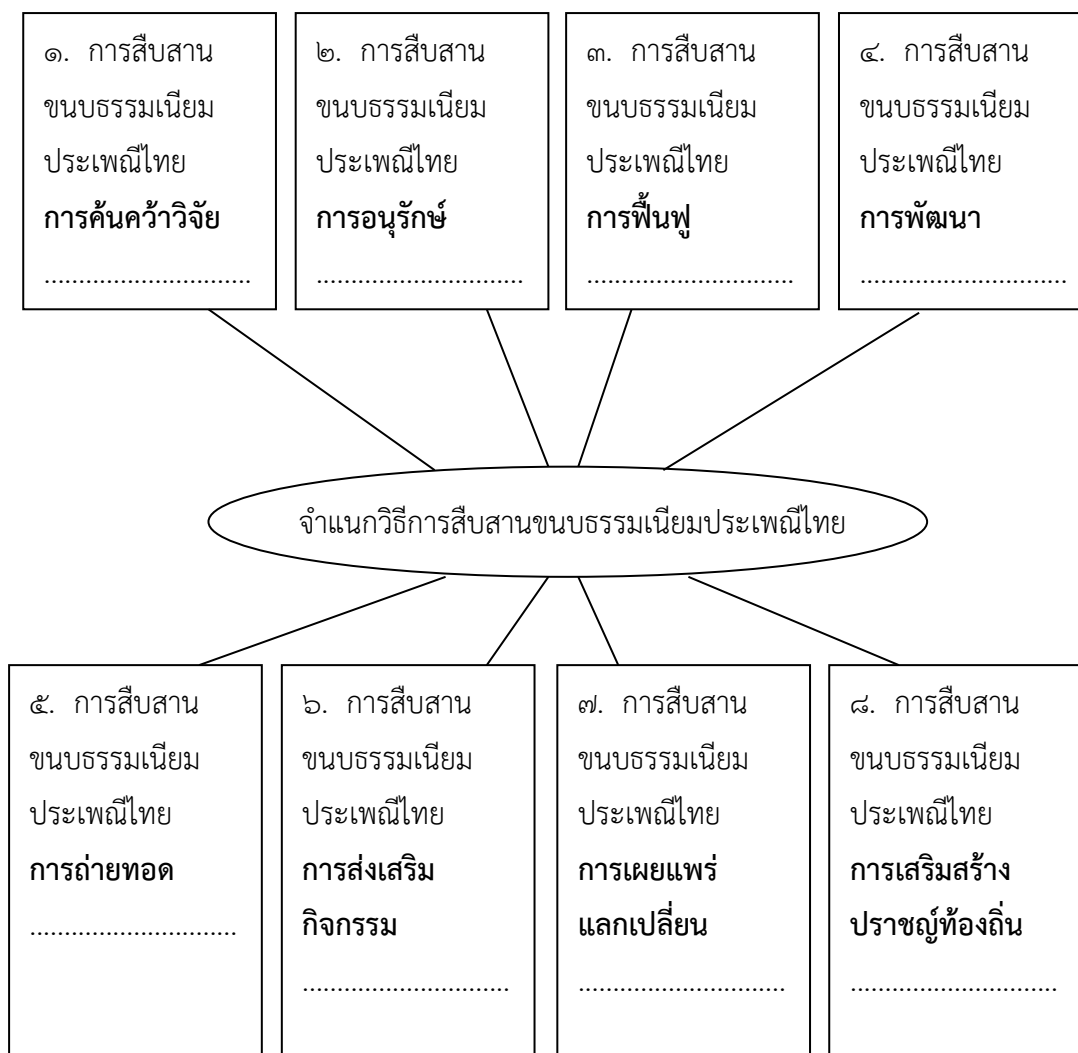 ๑. การสืบสาน
ขนบธรรมเนียม
ประเพณีไทย
การค้นคว้าวิจัย
..............................
๒. การสืบสาน
ขนบธรรมเนียม
ประเพณีไทย
การอนุรักษ์
..............................
๓. การสืบสาน
ขนบธรรมเนียม
ประเพณีไทย
การฟื้นฟู
..............................
๔. การสืบสาน
ขนบธรรมเนียม
ประเพณีไทย
การพัฒนา
..............................
จำแนกวิธีการสืบสานขนบธรรมเนียมประเพณีไทย
๕. การสืบสาน
ขนบธรรมเนียม
ประเพณีไทย
การถ่ายทอด
..............................
๖. การสืบสาน
ขนบธรรมเนียม
ประเพณีไทย
การส่งเสริม
กิจกรรม
..............................
๗. การสืบสาน
ขนบธรรมเนียม
ประเพณีไทย
การเผยแพร่
แลกเปลี่ยน
..............................
๘. การสืบสาน
ขนบธรรมเนียม
ประเพณีไทย
การเสริมสร้าง
ปราชญ์ท้องถิ่น
..............................